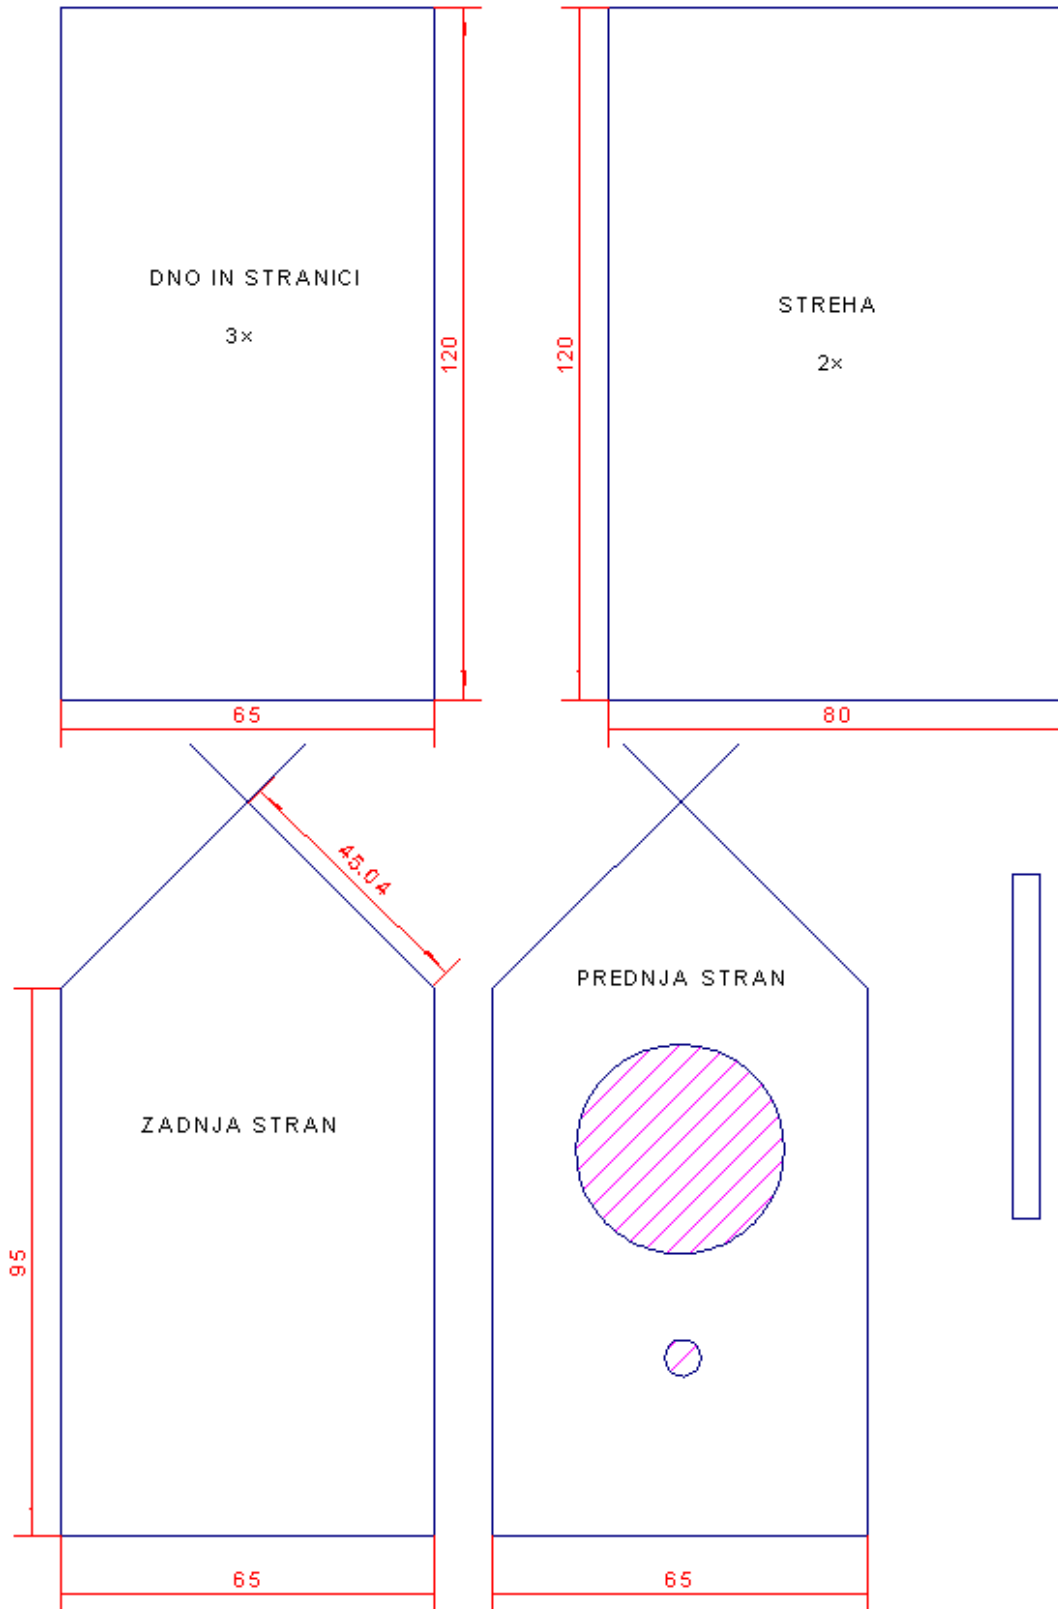 DNO IN STRANICI
3×
120
65
STREHA
2×
120
80
45.04
ZADNJA STRAN
95
65
PREDNJA STRAN
65